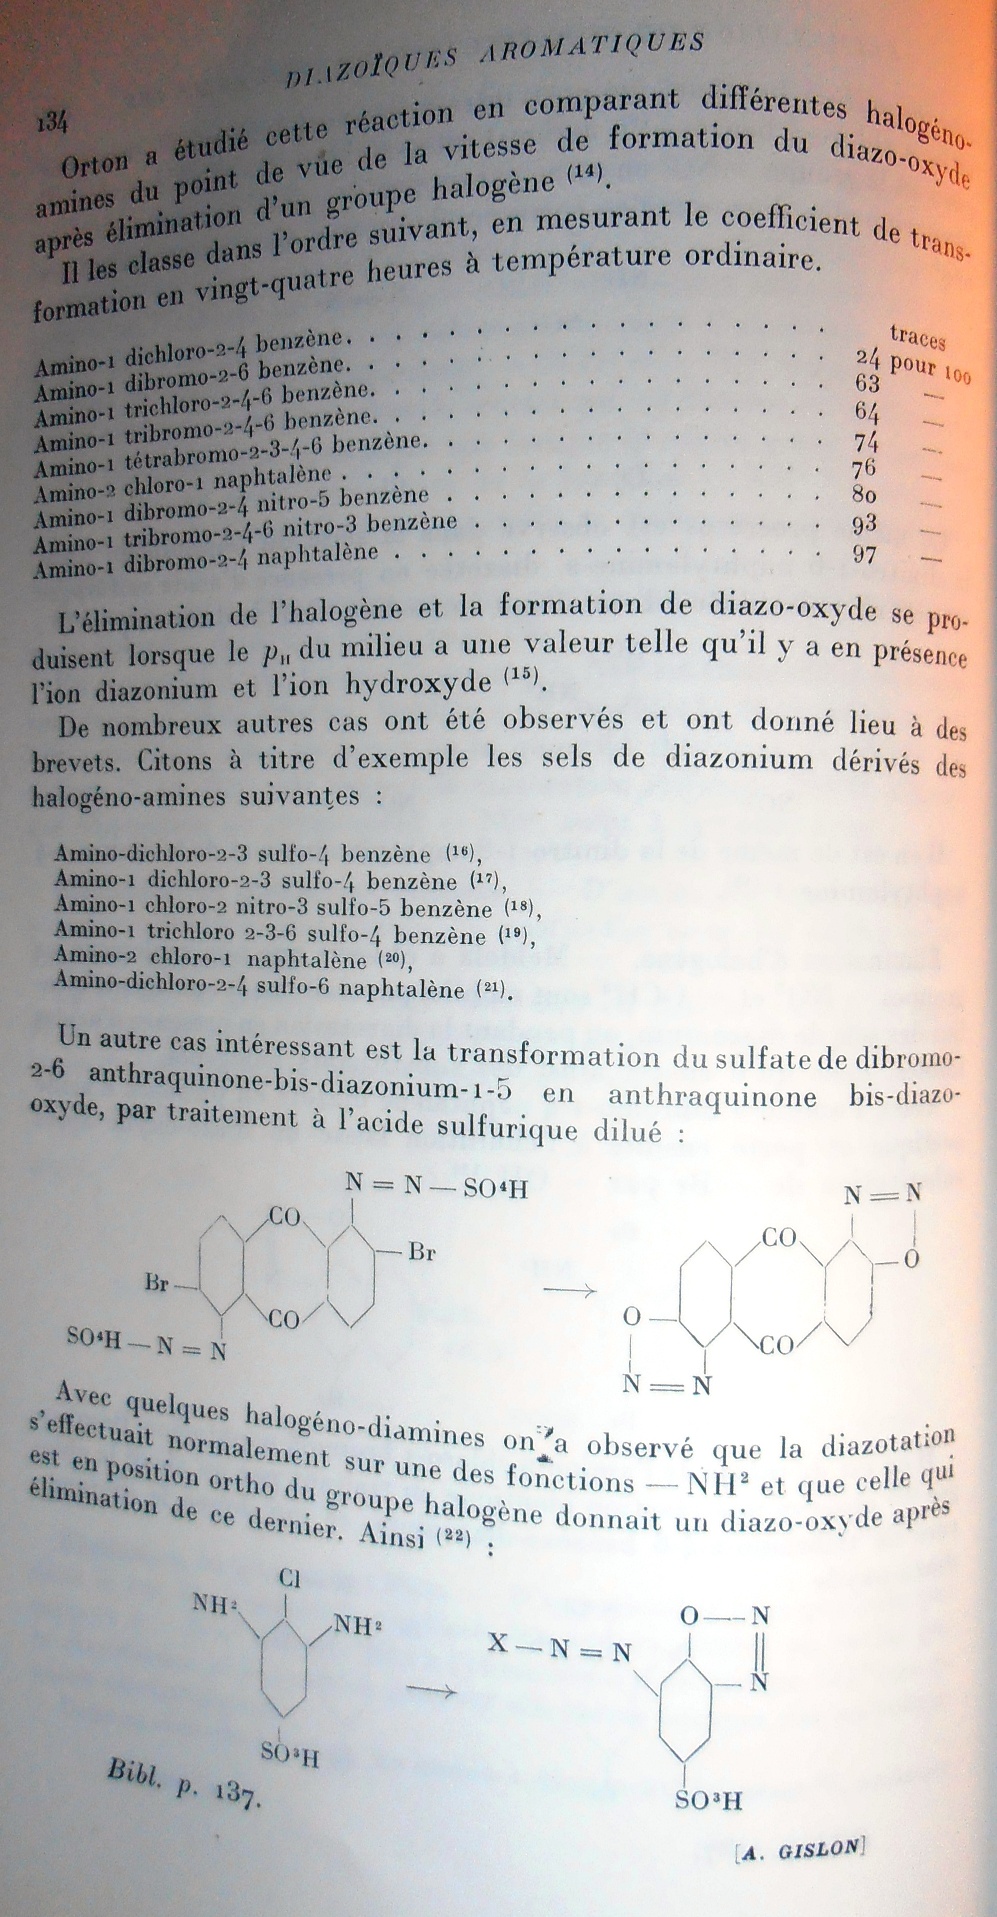 DIAZOÏQUES AROMATIQUES
134
Orton a étudié cette réaction en comparant différentes halogéno-
amines du point de vue de la vitesse de formation du diazo-oxyde
après élimination d'un groupe halogène (¹⁴).
Il les classe dans l'ordre suivant, en mesurant le coefficient de trans-
formation en vingt-quatre heures à température ordinaire.
Amino-1 dichloro-2-4 benzène. . . . . . . . . . . . . . . . . . traces
Amino-1 dibromo-2-6 benzène. . . . . . . . . . . . . . . . . . 24 pour 100
Amino-1 trichloro-2-4-6 benzène. . . . . . . . . . . . . . . . . 63 —
Amino-1 tribromo-2-4-6 benzène. . . . . . . . . . . . . . . . . 64 —
Amino-1 tétrabromo-2-3-4-6 benzène. . . . . . . . . . . . . . . 74 —
Amino-2 chloro-1 naphtalène . . . . . . . . . . . . . . . . . . 76 —
Amino-1 dibromo-2-4 nitro-5 benzène . . . . . . . . . . . . . . 80 —
Amino-1 tribromo-2-4-6 nitro-3 benzène . . . . . . . . . . . . . 93 —
Amino-1 dibromo-2-4 naphtalène . . . . . . . . . . . . . . . . 97 —
L'élimination de l'halogène et la formation de diazo-oxyde se pro-
duisent lorsque le pH du milieu a une valeur telle qu'il y a en présence
l'ion diazonium et l'ion hydroxyde (¹⁵).
De nombreux autres cas ont été observés et ont donné lieu à des
brevets. Citons à titre d'exemple les sels de diazonium dérivés des
halogéno-amines suivantes :
Amino-dichloro-2-3 sulfo-4 benzène (¹⁶),
Amino-1 dichloro-2-3 sulfo-4 benzène (¹⁷),
Amino-1 chloro-2 nitro-3 sulfo-5 benzène (¹⁸),
Amino-1 trichloro 2-3-6 sulfo-4 benzène (¹⁹),
Amino-2 chloro-1 naphtalène (²⁰),
Amino-dichloro-2-4 sulfo-6 naphtalène (²¹).
Un autre cas intéressant est la transformation du sulfate de dibromo-
2-6 anthraquinone-bis-diazonium-1-5 en anthraquinone bis-diazo-
oxyde, par traitement à l'acide sulfurique dilué :
N = N — SO⁴H N = N
CO CO
Br O
Br → O
CO CO
SO⁴H — N = N N = N
Avec quelques halogéno-diamines on a observé que la diazotation
s'effectuait normalement sur une des fonctions — NH² et que celle qui
est en position ortho du groupe halogène donnait un diazo-oxyde après
élimination de ce dernier. Ainsi (²²) :
Cl
NH² NH² O — N
X — N = N N
→
SO³H SO³H
Bibl. p. 137.
[A. GISLON]